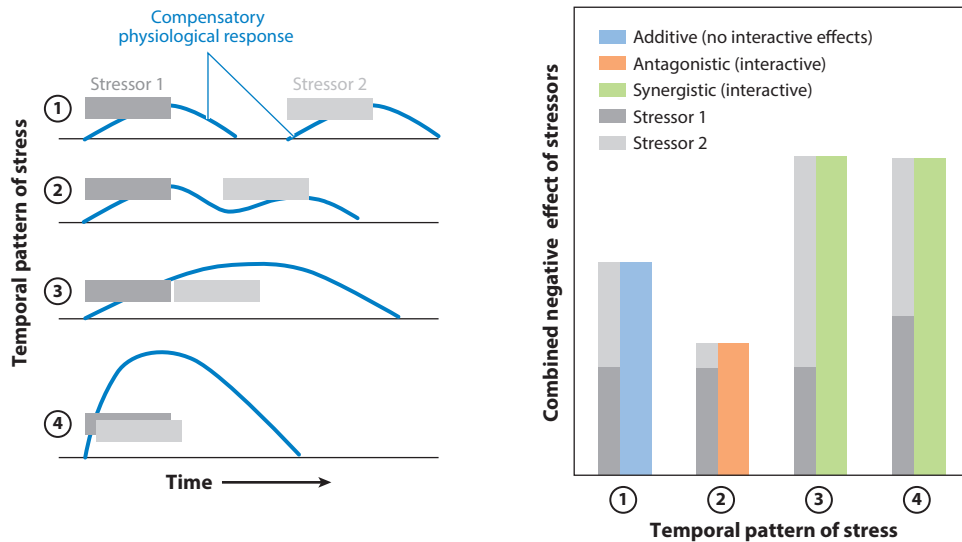 Compensatory
physiological response
Stressor 1
Stressor 2
1
2
3
4
Temporal pattern of stress
Time
Additive (no interactive effects)
Antagonistic (interactive)
Synergistic (interactive)
Stressor 1
Stressor 2
Combined negative effect of stressors
1
2
3
4
Temporal pattern of stress